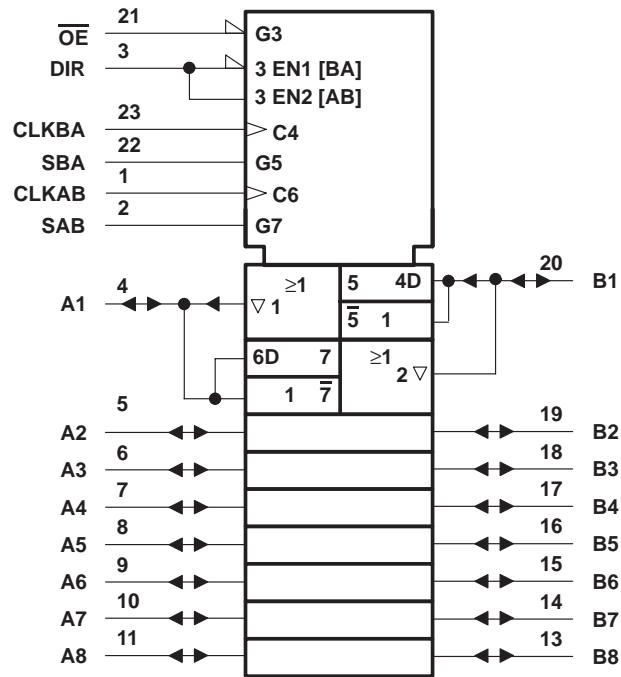 21
OE G3
3
DIR 3 EN1 [BA]
3 EN2 [AB]
23
CLKBA C4
22
SBA G5
1
CLKAB C6
2
SAB G7
4 ≥1 5 4D 20
A1 ▽ 1 B1
5̅ 1
6D 7 ≥1
2 ▽
1 7̅
5 19
A2 B2
6 18
A3 B3
7 17
A4 B4
8 16
A5 B5
9 15
A6 B6
10 14
A7 B7
11 13
A8 B8